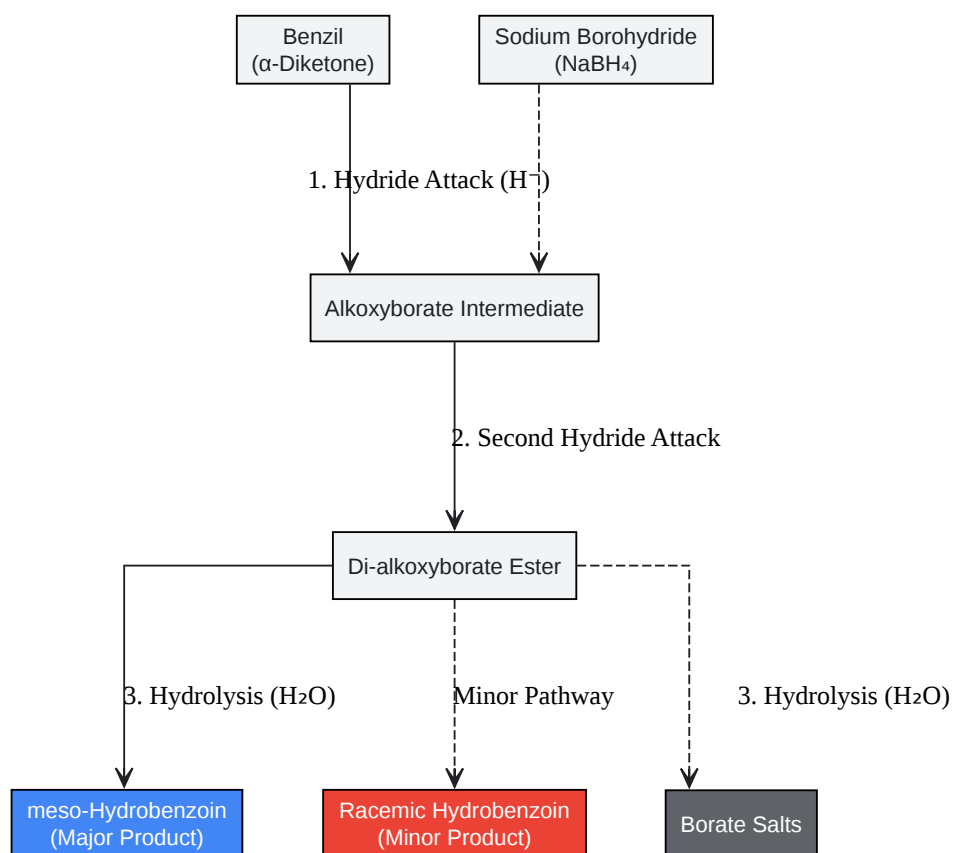 Benzil
(α-Diketone)
Sodium Borohydride
(NaBH₄)
1. Hydride Attack (H⁻)
Alkoxyborate Intermediate
2. Second Hydride Attack
Di-alkoxyborate Ester
3. Hydrolysis (H₂O)
Minor Pathway
3. Hydrolysis (H₂O)
meso-Hydrobenzoin
(Major Product)
Racemic Hydrobenzoin
(Minor Product)
Borate Salts